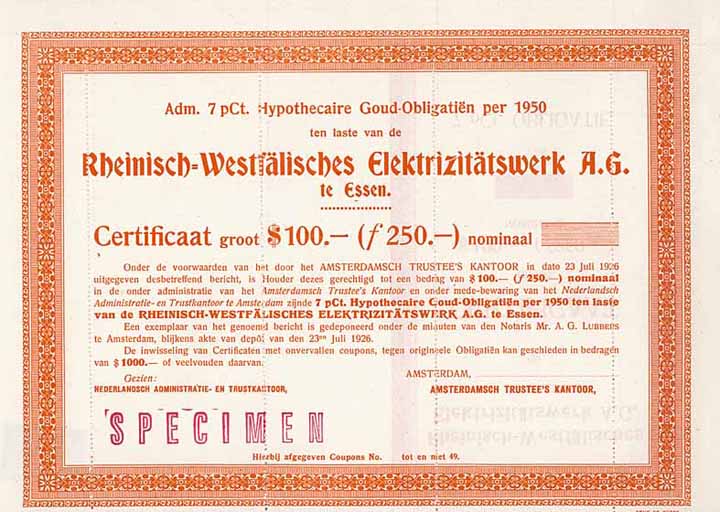 Adm. 7 pCt. Hypothecaire Goud-Obligatiën per 1950
ten laste van de
Rheinisch-Westfälisches Elektrizitätswerk A.G.
te Essen.
Certificaat groot $ 100.— (ƒ 250.—) nominaal
Onder de voorwaarden van het door het AMSTERDAMSCH TRUSTEE'S KANTOOR in dato 23 Juli 1926
uitgegeven desbetreffend bericht, is Houder dezes gerechtigd tot een bedrag van $ 100.— (ƒ 250.—) nominaal
in de onder administratie van het Amsterdamsch Trustee's Kantoor en onder mede-bewaring van het Nederlandsch
Administratie- en Trustkantoor te Amsterdam zijnde 7 pCt. Hypothecaire Goud-Obligatiën per 1950 ten laste
van de RHEINISCH-WESTFÄLISCHES ELEKTRIZITÄTSWERK A.G. te Essen.
Een exemplaar van het genoemd bericht is gedeponeerd onder de minuten van den Notaris Mr. A. G. LUBBERS
te Amsterdam, blijkens akte van depôt van den 23en Juli 1926.
De inwisseling van Certificaten met onvervallen coupons, tegen origineele Obligatiën kan geschieden in bedragen
van $ 1000.— of veelvouden daarvan.
Gezien:
AMSTERDAM,
NEDERLANDSCH ADMINISTRATIE- EN TRUSTKANTOOR,
AMSTERDAMSCH TRUSTEE'S KANTOOR,
SPECIMEN
Hierbij afgegeven Coupons No. tot en met 49.